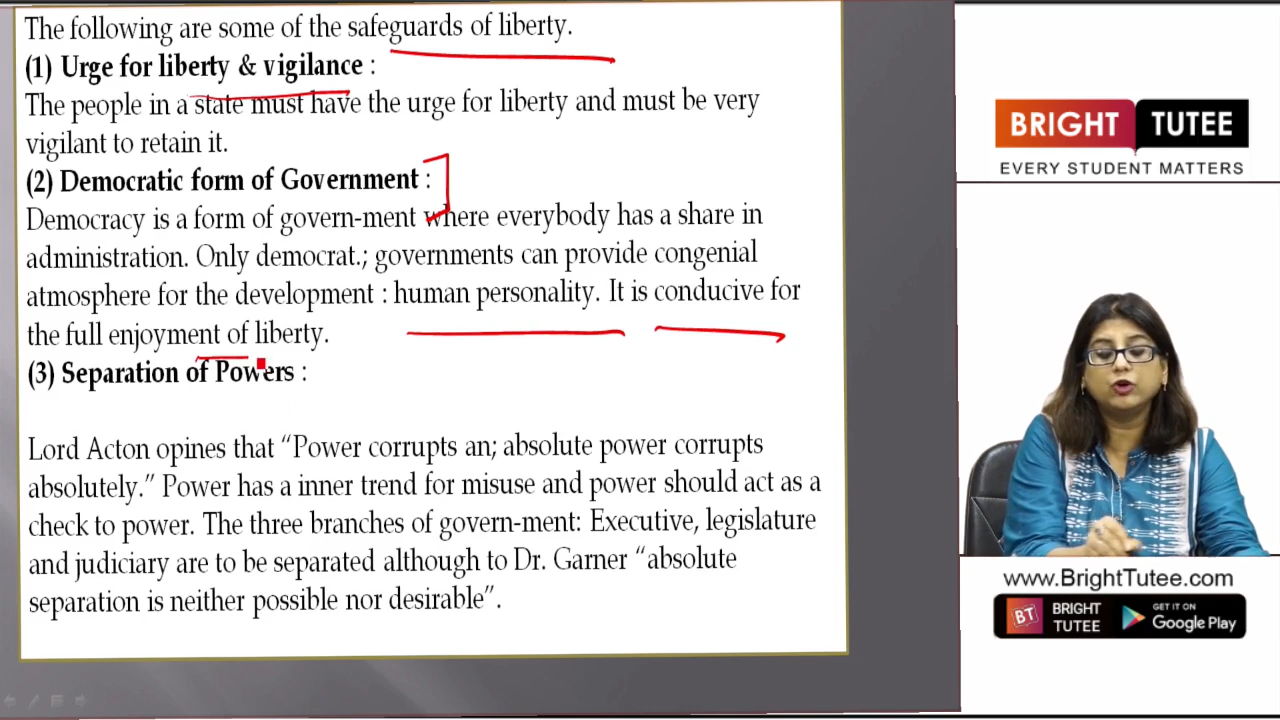 The following are some of the safeguards of liberty.
(1) Urge for liberty & vigilance :
The people in a state must have the urge for liberty and must be very
vigilant to retain it.
(2) Democratic form of Government :
Democracy is a form of govern-ment where everybody has a share in
administration. Only democrat.; governments can provide congenial
atmosphere for the development : human personality. It is conducive for
the full enjoyment of liberty.
(3) Separation of Powers :
Lord Acton opines that “Power corrupts an; absolute power corrupts
absolutely.” Power has a inner trend for misuse and power should act as a
check to power. The three branches of govern-ment: Executive, legislature
and judiciary are to be separated although to Dr. Garner “absolute
separation is neither possible nor desirable”.
BRIGHT TUTEE
EVERY STUDENT MATTERS
www.BrightTutee.com
BT BRIGHT TUTEE
GET IT ON
Google Play